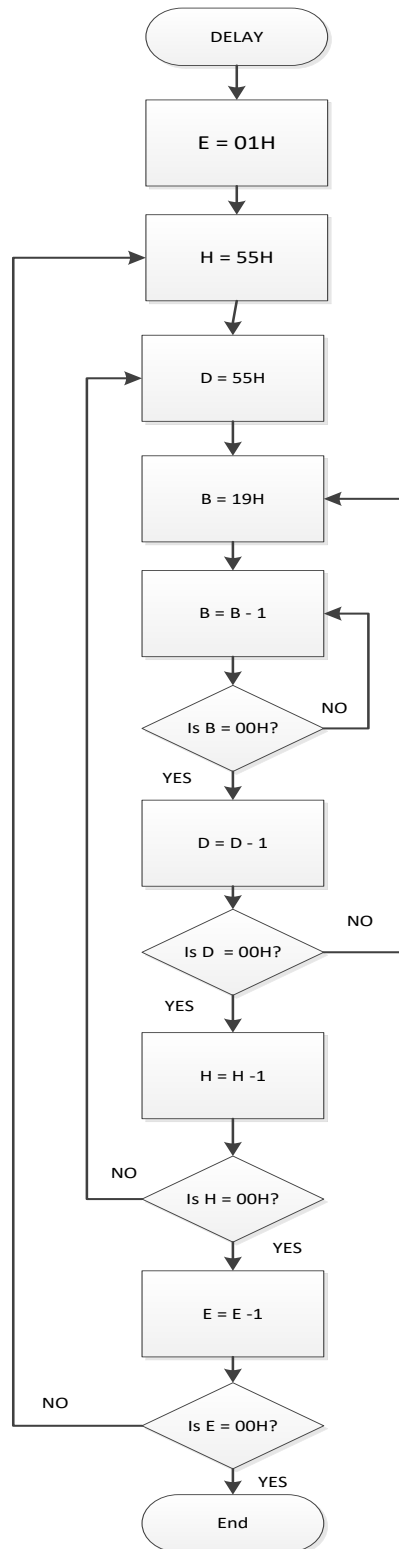 DELAY
E = 01H
H = 55H
D = 55H
B = 19H
B = B - 1
Is B = 00H?
NO
YES
D = D - 1
Is D  = 00H?
NO
YES
H = H -1
Is H = 00H?
NO
YES
E = E -1
Is E = 00H?
NO
YES
End